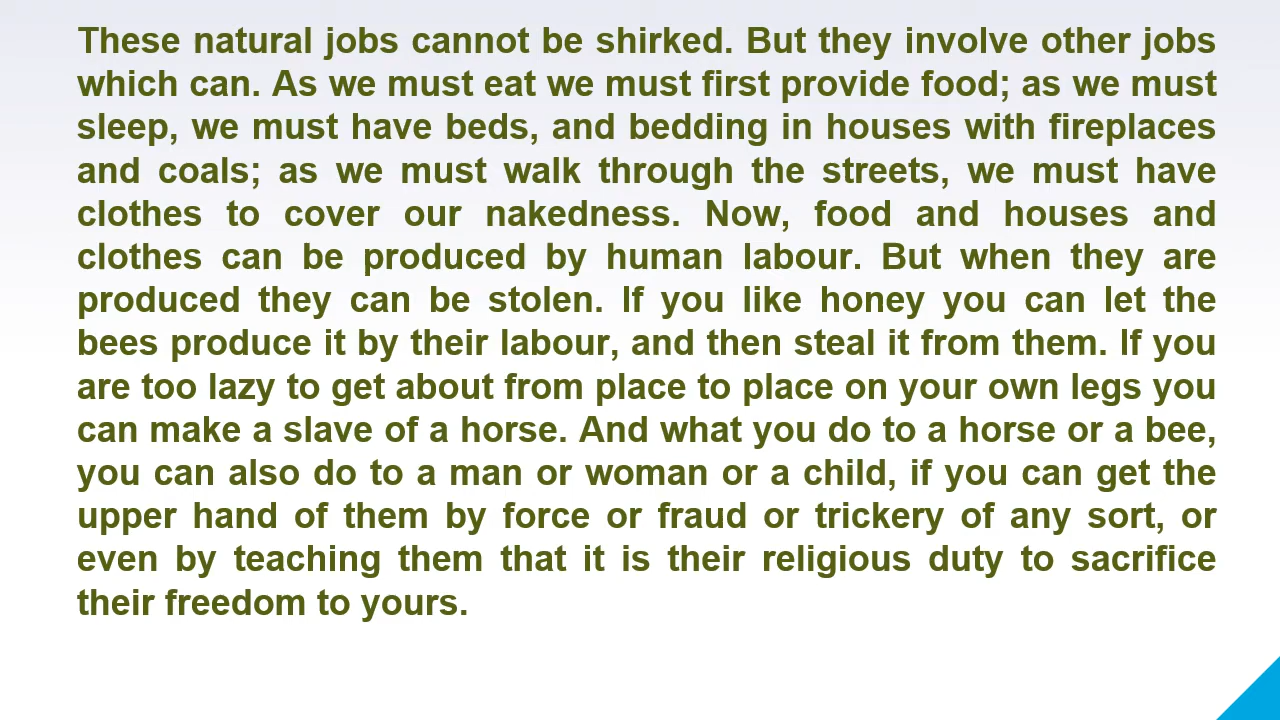 These natural jobs cannot be shirked. But they involve other jobs
which can. As we must eat we must first provide food; as we must
sleep, we must have beds, and bedding in houses with fireplaces
and coals; as we must walk through the streets, we must have
clothes to cover our nakedness. Now, food and houses and
clothes can be produced by human labour. But when they are
produced they can be stolen. If you like honey you can let the
bees produce it by their labour, and then steal it from them. If you
are too lazy to get about from place to place on your own legs you
can make a slave of a horse. And what you do to a horse or a bee,
you can also do to a man or woman or a child, if you can get the
upper hand of them by force or fraud or trickery of any sort, or
even by teaching them that it is their religious duty to sacrifice
their freedom to yours.